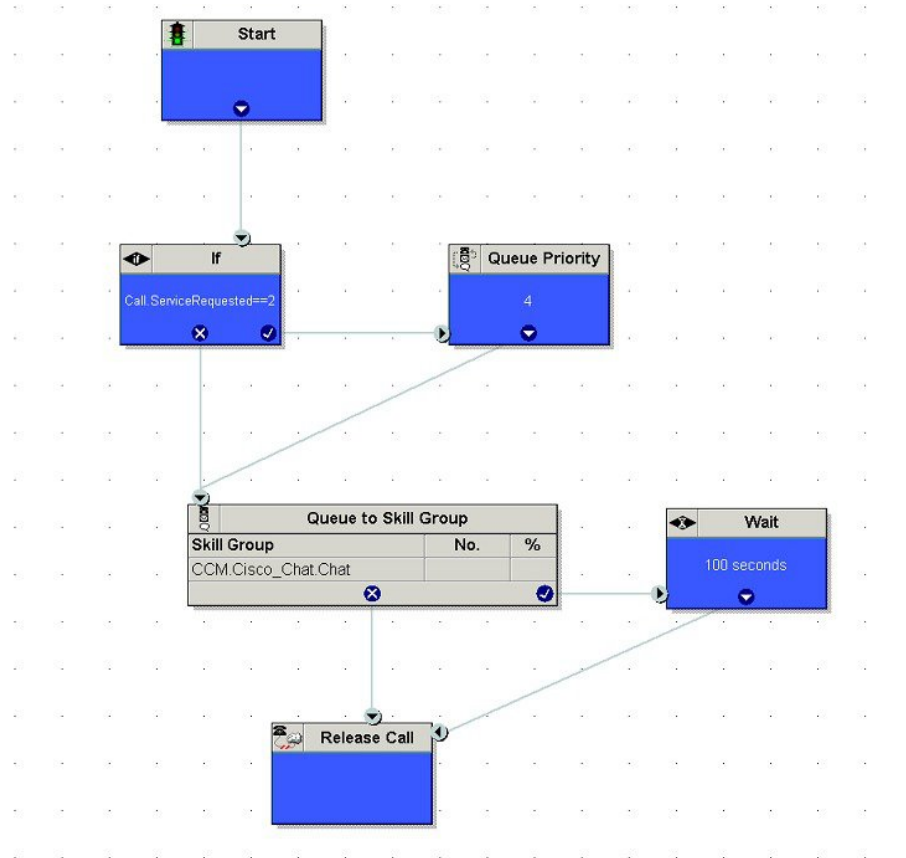 Start
If
Call.ServiceRequested==2
Queue Priority
4
Queue to Skill Group
Skill Group No. %
CCM.Cisco_Chat.Chat
Wait
100 seconds
Release Call